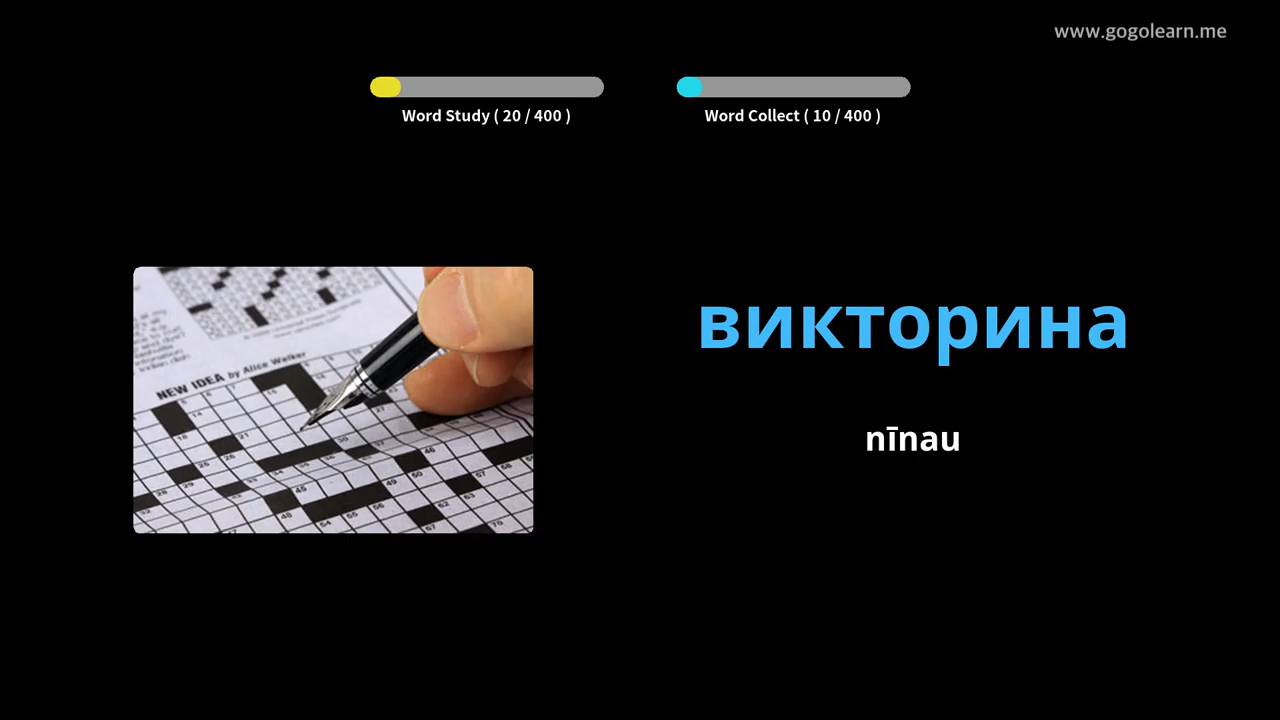 www.gogolearn.me
Word Study ( 20 / 400 )
Word Collect ( 10 / 400 )
NEW IDEA by Alice Walker
викторина
nīnau